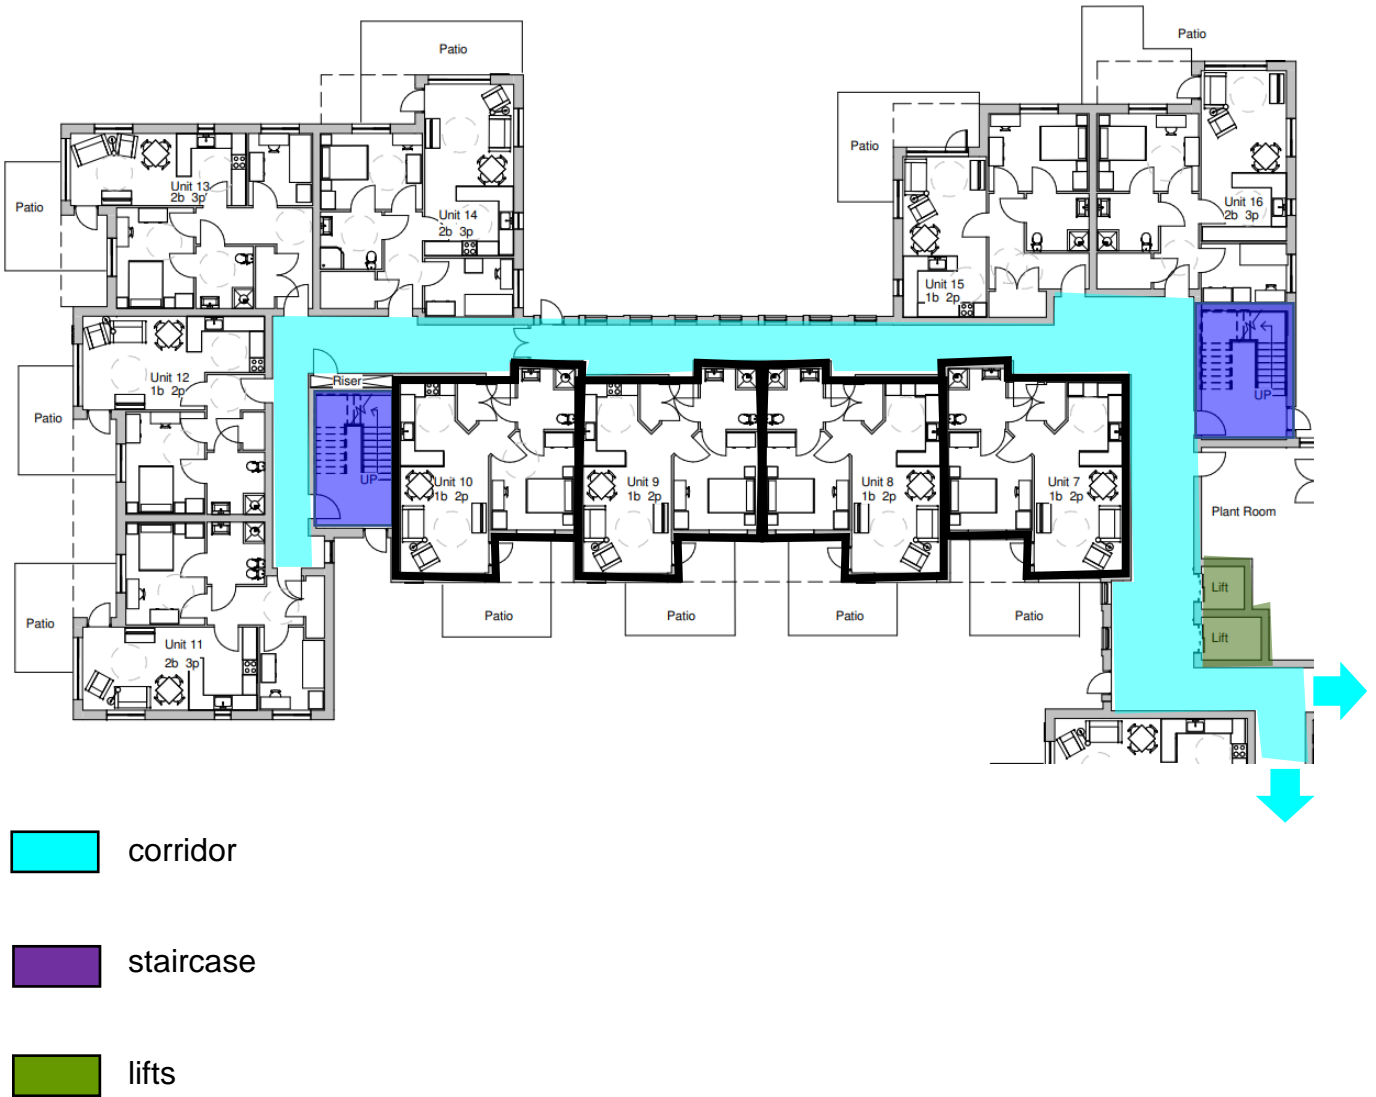 Patio
Patio
Patio
Patio
Unit 13
2b 3p
Unit 14
2b 3p
Unit 16
2b 3p
Unit 15
1b 2p
Unit 12
1b 2p
Riser
UP
Patio
UP
Unit 10
1b 2p
Unit 9
1b 2p
Unit 8
1b 2p
Unit 7
1b 2p
Plant Room
Lift
Patio
Patio
Patio
Patio
Patio
Lift
Unit 11
2b 3p
corridor
staircase
lifts